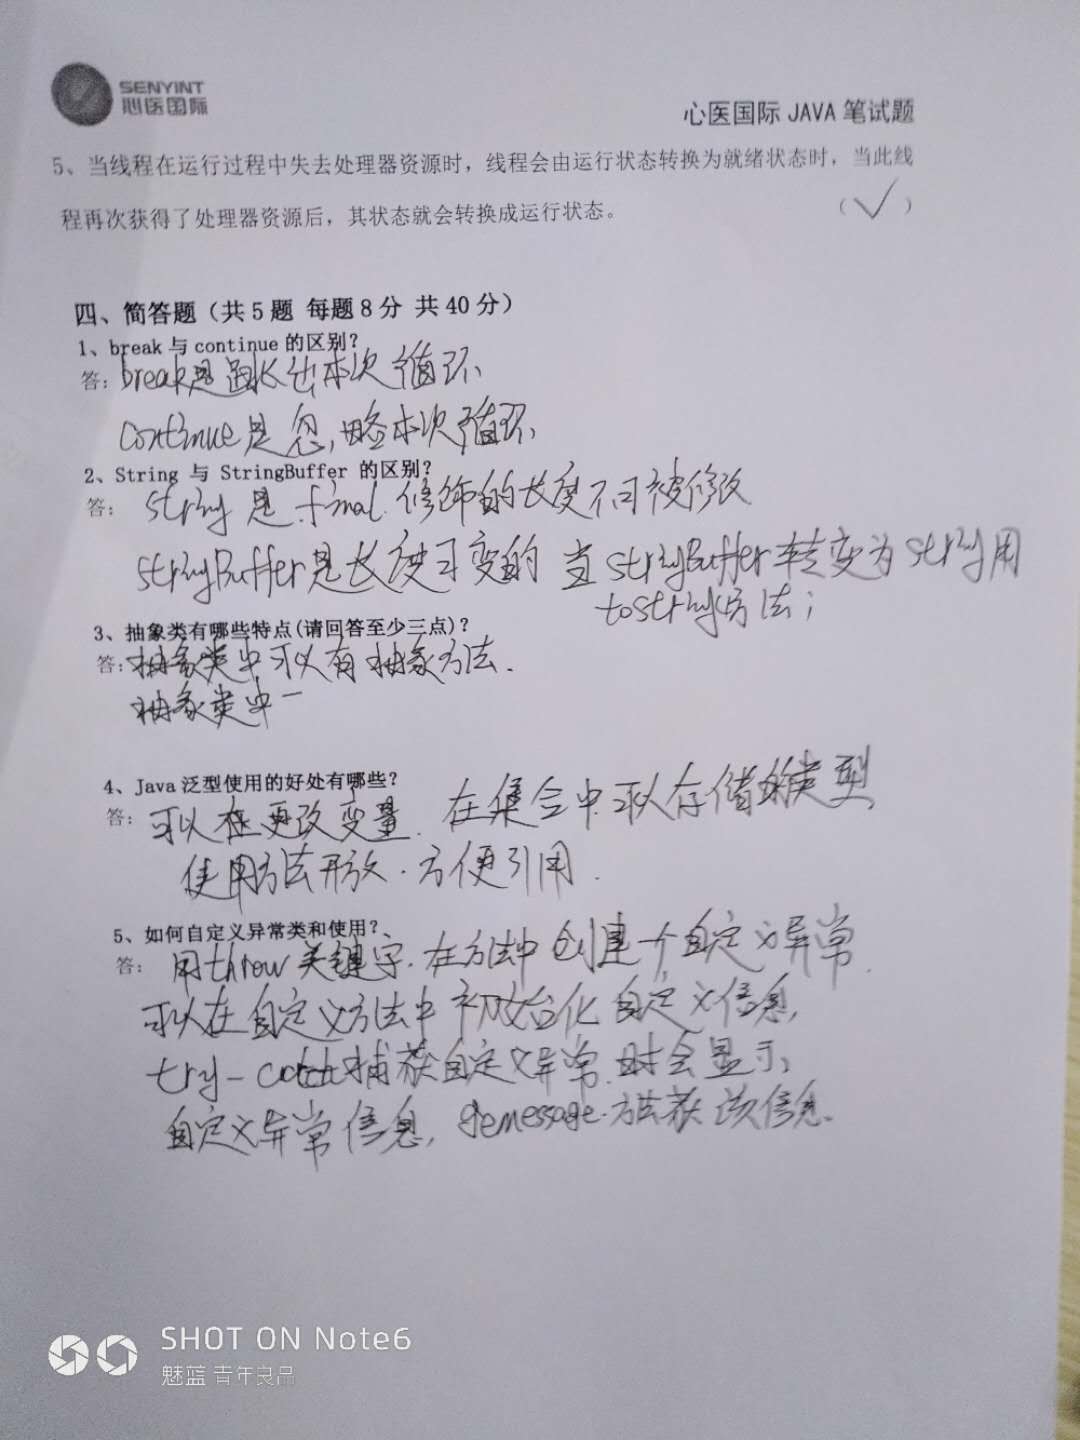 SENYINT
心医国际
心医国际 JAVA 笔试题
5、当线程在运行过程中失去处理器资源时，线程会由运行状态转换为就绪状态时，当此线
程再次获得了处理器资源后，其状态就会转换成运行状态。 （✓）
四、简答题（共 5 题 每题 8 分 共 40 分）
1、break 与 continue 的区别？
答：break是跳出本次循环
continue是忽略本次循环
2、String 与 StringBuffer 的区别？
答：string 是 final 修饰的长度不可被修改
stringBuffer是长度可变的 当stringBuffer转变为string用
tostring方法；
3、抽象类有哪些特点(请回答至少三点)？
答：抽象类中可以有抽象方法.
抽象类中一
4、Java 泛型使用的好处有哪些？
答：可以在更改变量. 在集合中可以存储的类型
使用方法形 . 方便引用.
5、如何自定义异常类和使用？、
答：用throw关键字.在方法中创建一个自定义异常.
可以在自定义方法中初始化自定义信息,
try-catch捕获自定义异常.时会显示
自定义异常信息, gemessage.方法获该信息.
SHOT ON Note6
魅蓝 青年良品